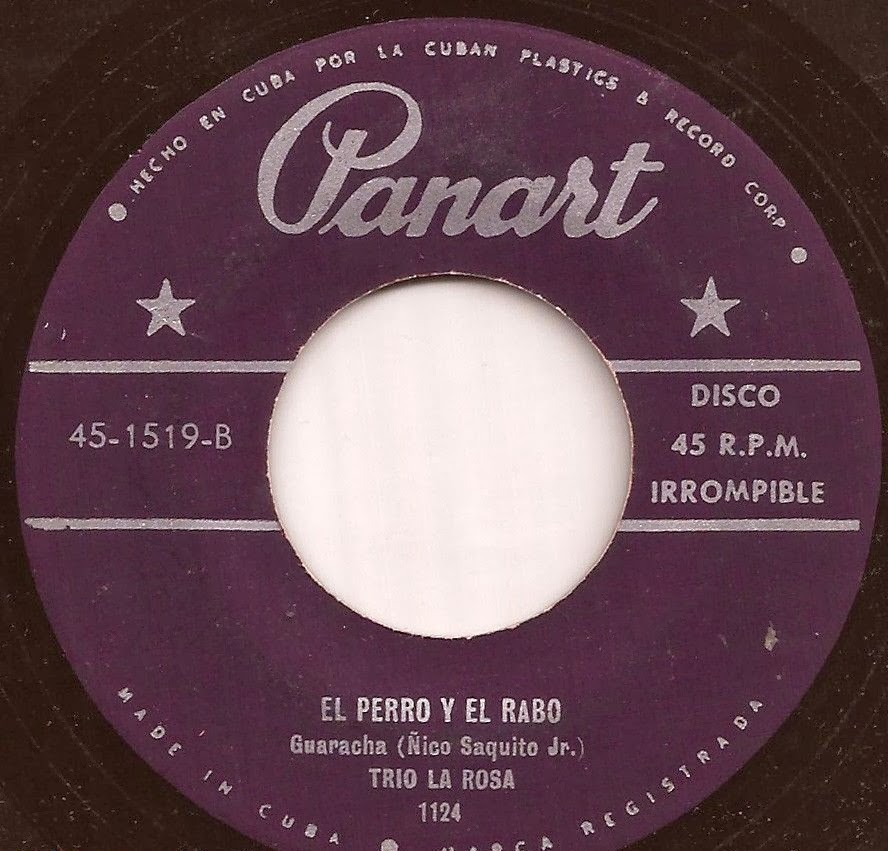 HECHO EN CUBA POR LA CUBAN PLASTICS & RECORD CORP
Panart
45-1519-B
DISCO
45 R.P.M.
IRROMPIBLE
EL PERRO Y EL RABO
Guaracha (Ñico Saquito Jr.)
TRIO LA ROSA
1124
MADE IN CUBA
MARCA REGISTRADA